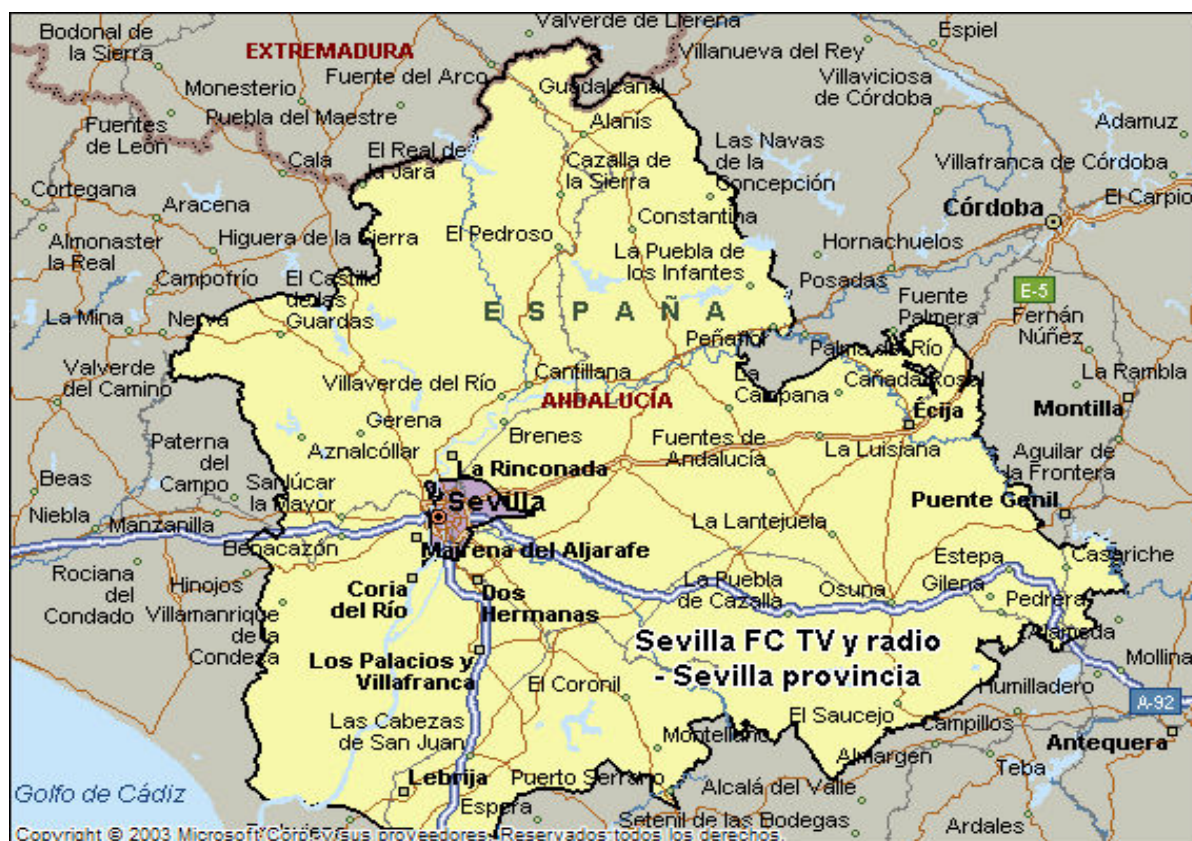 Valverde de Llerena
Bodonal de
la Sierra
EXTREMADURA
Espiel
Villanueva del Rey
Fuente del Arco
Monesterio
Guadalcanal
Villaviciosa
de Córdoba
Puebla del Maestre
Fuentes
de León
Alanís
Adamuz
Cala
El Real de
la Jara
Cazalla de
la Sierra
Las Navas
de la
Concepción
Villafranca de Córdoba
Cortegana
Aracena
El Carpio
Córdoba
Constantina
Almonaster
la Real
Higuera de la Sierra
El Pedroso
La Puebla de
los Infantes
Hornachuelos
Campofrío
El Castillo
de las
Guardas
Posadas
E-5
Fuente
Palmera
ESPAÑA
La Mina
Nerva
Fernán
Núñez
Peñaflor
Palma del Río
Valverde
del Camino
Villaverde del Río
Cantillana
La
Campana
Cañada Rosal
La Rambla
ANDALUCÍA
Écija
Montilla
Gerena
Brenes
Aznalcóllar
Fuentes de
Andalucía
La Luisiana
Paterna
del
Campo
Aguilar de
la Frontera
La Rinconada
Beas
Sanlúcar
la Mayor
Sevilla
Puente Genil
Niebla
Manzanilla
La Lantejuela
Benacazón
Mairena del Aljarafe
Estepa
Casariche
Rociana
del
Condado
Hinojos
Coria
del Río
Dos
Hermanas
La Puebla
de Cazalla
Osuna
Gilena
Pedrera
Villamanrique
de la
Condeza
Alameda
Sevilla FC TV y radio
- Sevilla provincia
Los Palacios y
Villafranca
Mollina
El Coronil
Humilladero
A-92
Las Cabezas
de San Juan
El Saucejo
Campillos
Montellano
Antequera
Almargen
Lebrija
Puerto Serrano
Teba
Golfo de Cádiz
Alcalá del Valle
Espera
Setenil de las Bodegas
Ardales
Copyright © 2003 Microsoft Corp. y/sus proveedores. Reservados todos los derechos.